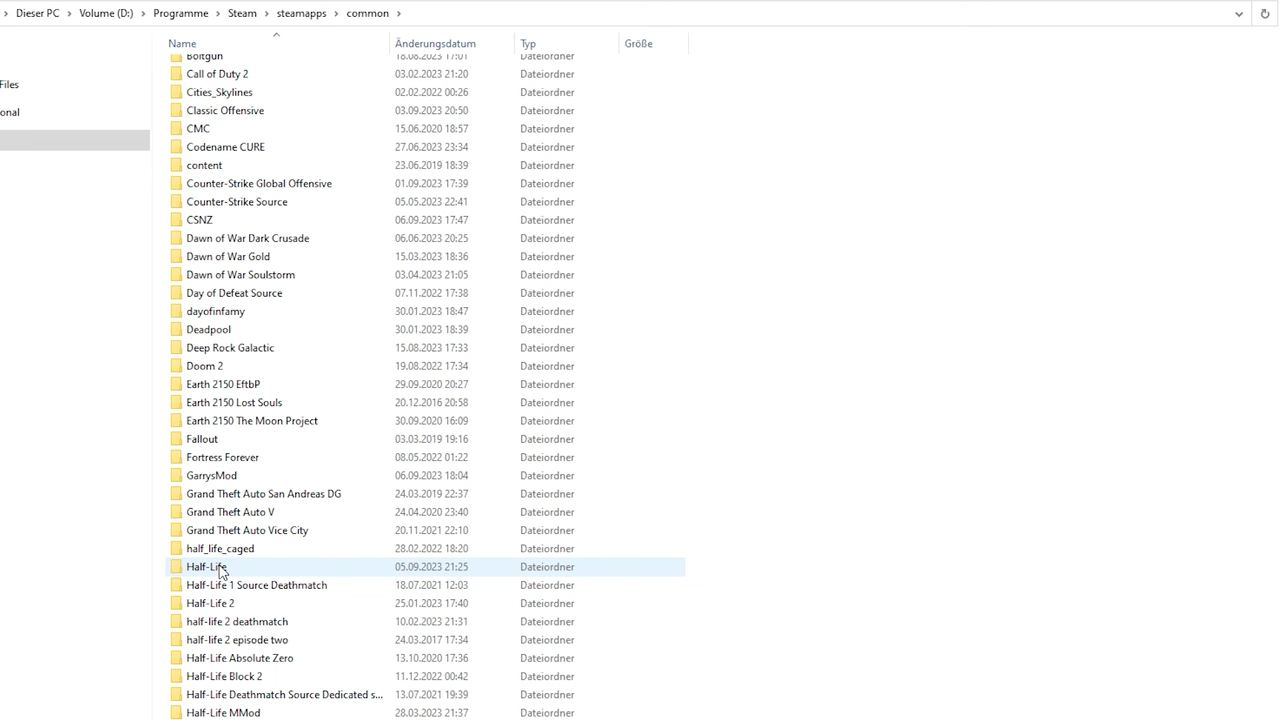 Dieser PC > Volume (D:) > Programme > Steam > steamapps > common >
Name Änderungsdatum Typ Größe
Boltgun 18.08.2023 17:01 Dateiordner
Files
Call of Duty 2 03.02.2023 21:20 Dateiordner
Cities_Skylines 02.02.2022 00:26 Dateiordner
onal
Classic Offensive 03.09.2023 20:50 Dateiordner
CMC 15.06.2020 18:57 Dateiordner
Codename CURE 27.06.2023 23:34 Dateiordner
content 23.06.2019 18:39 Dateiordner
Counter-Strike Global Offensive 01.09.2023 17:39 Dateiordner
Counter-Strike Source 05.05.2023 22:41 Dateiordner
CSNZ 06.09.2023 17:47 Dateiordner
Dawn of War Dark Crusade 06.06.2023 20:25 Dateiordner
Dawn of War Gold 15.03.2023 18:36 Dateiordner
Dawn of War Soulstorm 03.04.2023 21:05 Dateiordner
Day of Defeat Source 07.11.2022 17:38 Dateiordner
dayofinfamy 30.01.2023 18:47 Dateiordner
Deadpool 30.01.2023 18:39 Dateiordner
Deep Rock Galactic 15.08.2023 17:33 Dateiordner
Doom 2 19.08.2022 17:34 Dateiordner
Earth 2150 EftbP 29.09.2020 20:27 Dateiordner
Earth 2150 Lost Souls 20.12.2016 20:58 Dateiordner
Earth 2150 The Moon Project 30.09.2020 16:09 Dateiordner
Fallout 03.03.2019 19:16 Dateiordner
Fortress Forever 08.05.2022 01:22 Dateiordner
GarrysMod 06.09.2023 18:04 Dateiordner
Grand Theft Auto San Andreas DG 24.03.2019 22:37 Dateiordner
Grand Theft Auto V 24.04.2020 23:40 Dateiordner
Grand Theft Auto Vice City 20.11.2021 22:10 Dateiordner
half_life_caged 28.02.2022 18:20 Dateiordner
Half-Life 05.09.2023 21:25 Dateiordner
Half-Life 1 Source Deathmatch 18.07.2021 12:03 Dateiordner
Half-Life 2 25.01.2023 17:40 Dateiordner
half-life 2 deathmatch 10.02.2023 21:31 Dateiordner
half-life 2 episode two 24.03.2017 17:34 Dateiordner
Half-Life Absolute Zero 13.10.2020 17:36 Dateiordner
Half-Life Block 2 11.12.2022 00:42 Dateiordner
Half-Life Deathmatch Source Dedicated s... 13.07.2021 19:39 Dateiordner
Half-Life MMod 28.03.2023 21:37 Dateiordner